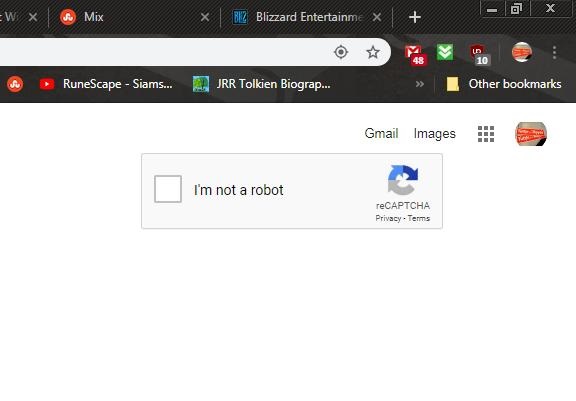 Mix
Blizzard Entertainme
48
10
RuneScape - Siams...
JRR Tolkien Biograp...
»
Other bookmarks
Gmail
Images
I'm not a robot
reCAPTCHA
Privacy - Terms